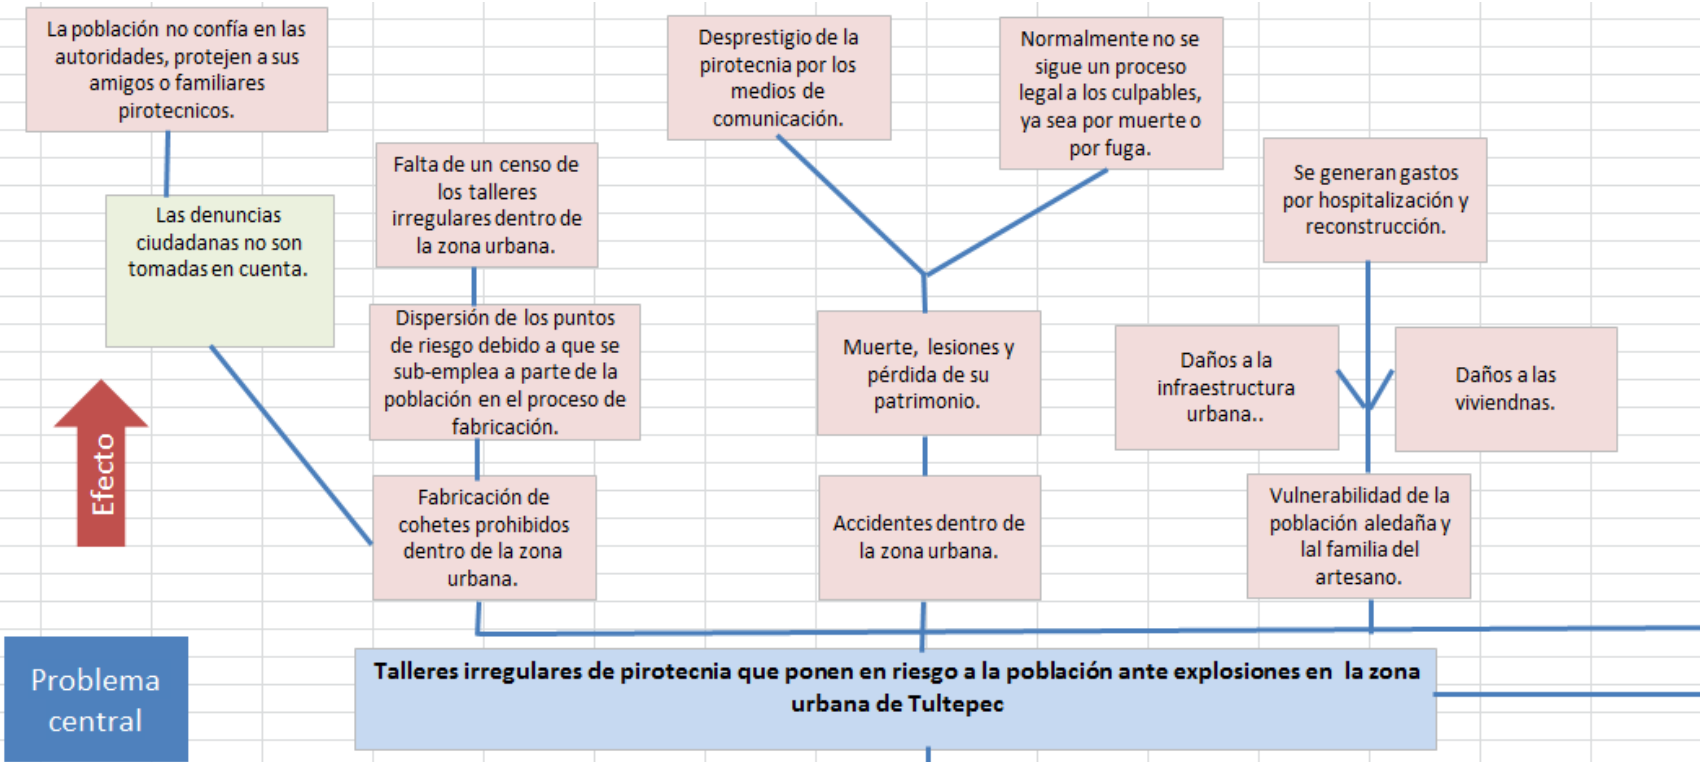 La población no confía en las
autoridades, protejen a sus
amigos o familiares
pirotecnicos.
Desprestigio de la
pirotecnia por los
medios de
comunicación.
Normalmente no se
sigue un proceso
legal a los culpables,
ya sea por muerte o
por fuga.
Falta de un censo de
los talleres
irregulares dentro de
la zona urbana.
Se generan gastos
por hospitalización y
reconstrucción.
Las denuncias
ciudadanas no son
tomadas en cuenta.
Dispersión de los puntos
de riesgo debido a que se
sub-emplea a parte de la
población en el proceso de
fabricación.
Muerte, lesiones y
pérdida de su
patrimonio.
Daños a la
infraestructura
urbana..
Daños a las
viviendnas.
Efecto
Fabricación de
cohetes prohibidos
dentro de la zona
urbana.
Accidentes dentro de
la zona urbana.
Vulnerabilidad de la
población aledaña y
lal familia del
artesano.
Problema
central
Talleres irregulares de pirotecnia que ponen en riesgo a la población ante explosiones en la zona
urbana de Tultepec